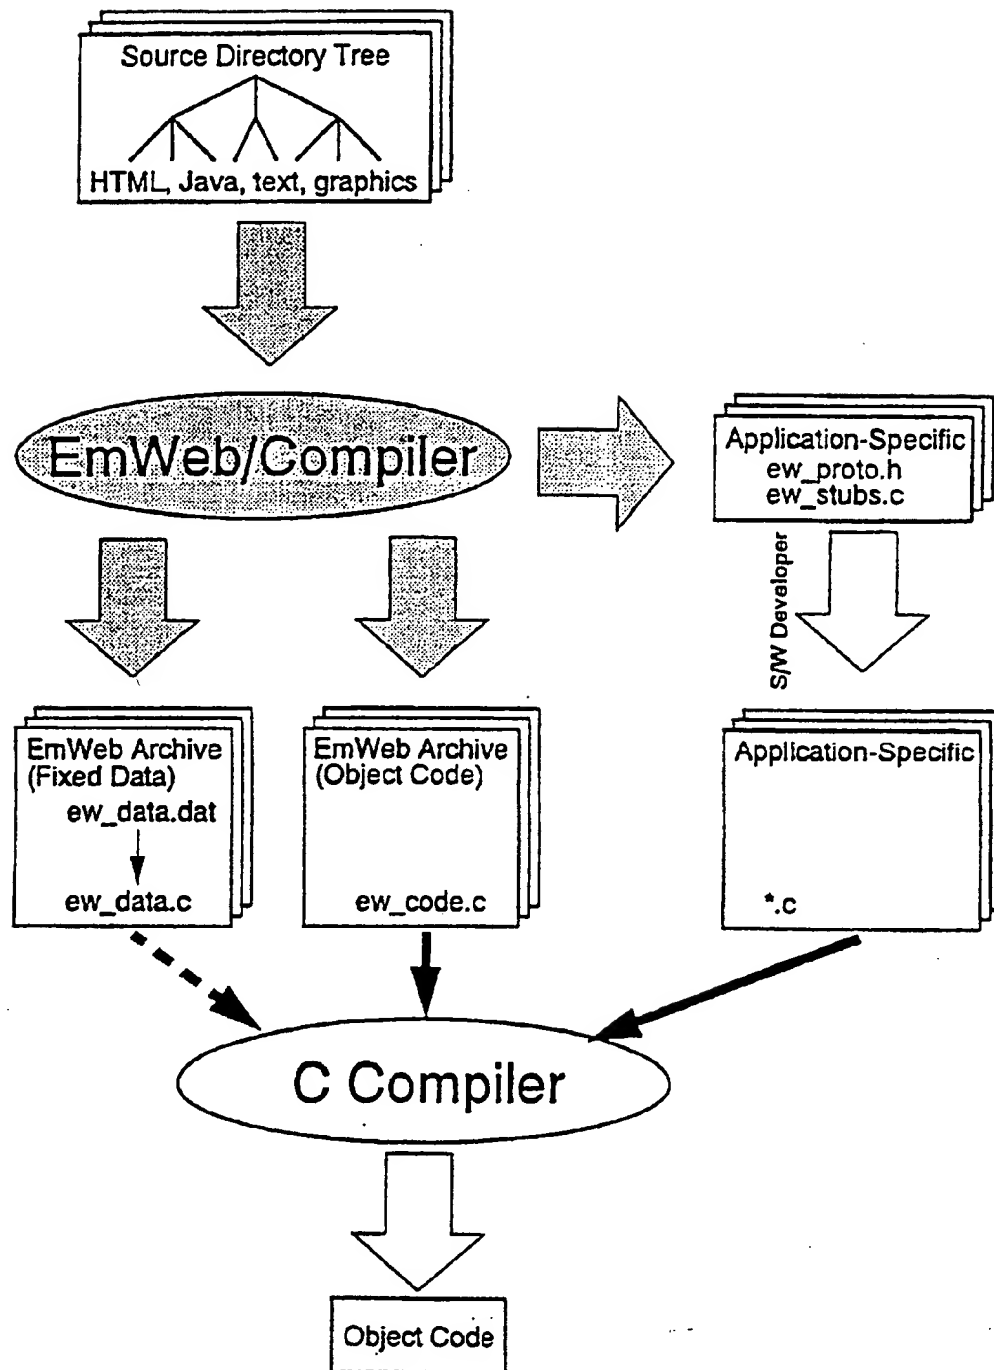 Source Directory Tree
HTML, Java, text, graphics
EmWeb/Compiler
Application-Specific
ew_proto.h
ew_stubs.c
S/W Developer
EmWeb Archive
(Fixed Data)
ew_data.dat
ew_data.c
EmWeb Archive
(Object Code)
ew_code.c
Application-Specific
*.c
C Compiler
Object Code